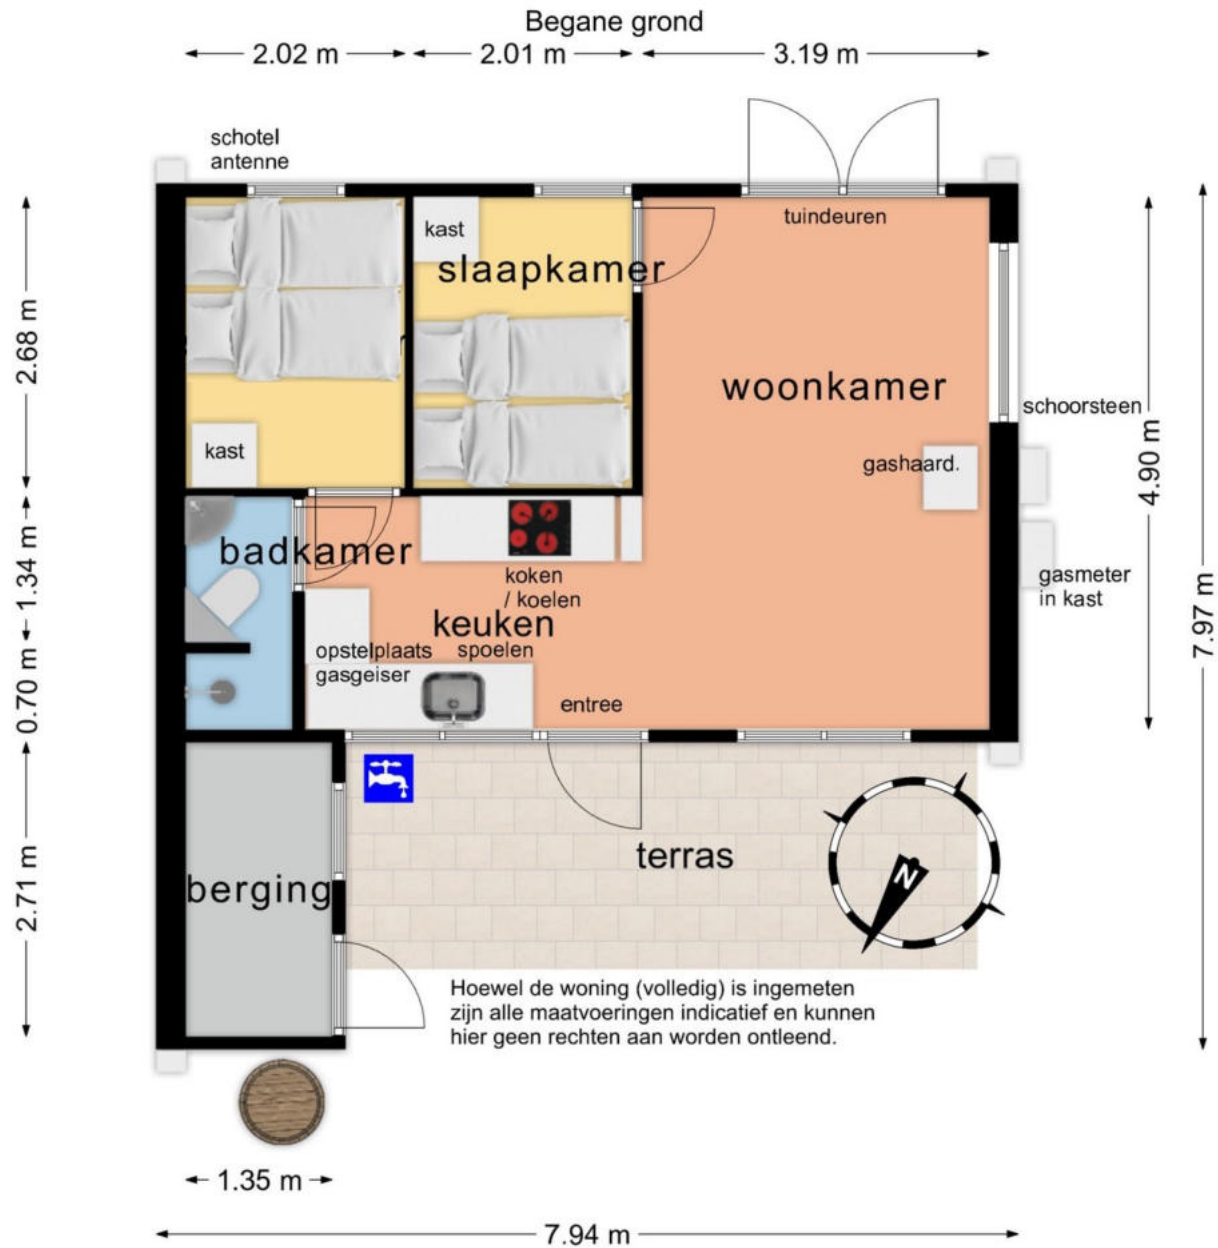 Begane grond
2.02 m
2.01 m
3.19 m
schotel
antenne
tuindeuren
kast
slaapkamer
2.68 m
woonkamer
schoorsteen
4.90 m
kast
gashaard.
badkamer
1.34 m
koken
/ koelen
gasmeter
in kast
7.97 m
keuken
opstelplaats
gasgeiser
spoelen
0.70 m
entree
terras
N
berging
2.71 m
Hoewel de woning (volledig) is ingemeten
zijn alle maatvoeringen indicatief en kunnen
hier geen rechten aan worden ontleend.
1.35 m
7.94 m